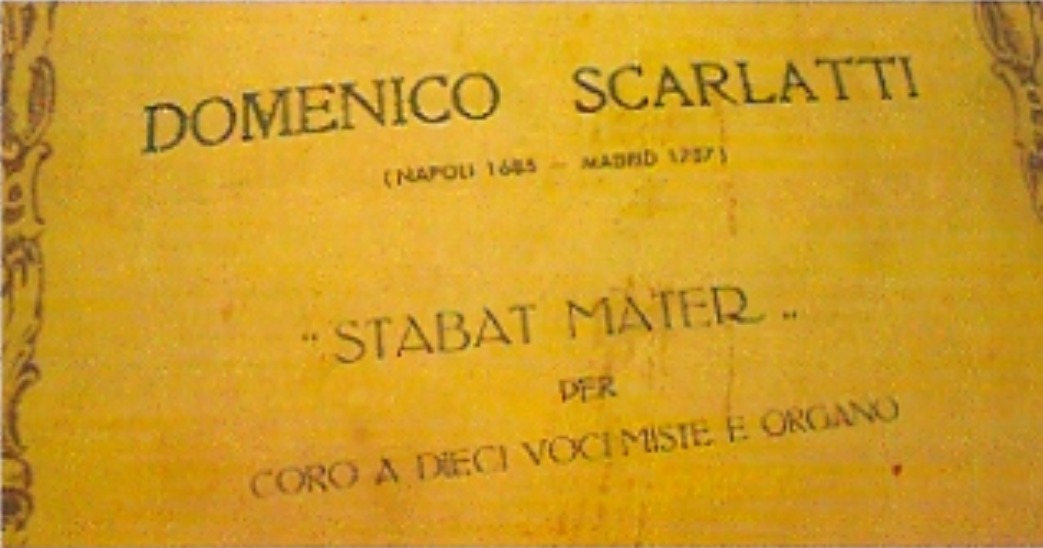 DOMENICO SCARLATTI
(NAPOLI 1685 - MADRID 1757)
"STABAT MATER"
PER
CORO A DIECI VOCI MISTE E ORGANO